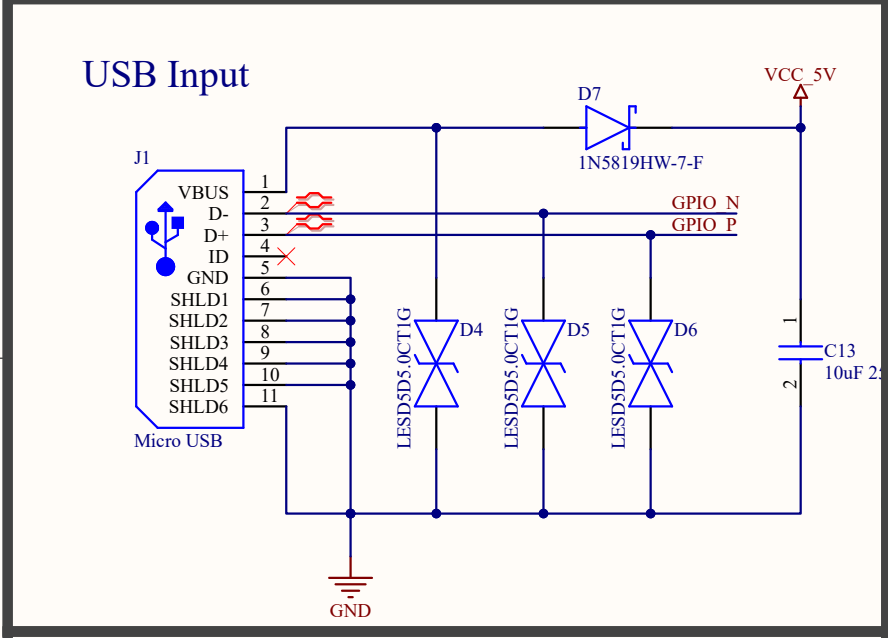 USB Input
VCC_5V
D7
1N5819HW-7-F
J1
VBUS 1
D- 2
GPIO_N
D+ 3
GPIO_P
ID 4
GND 5
SHLD1 6
SHLD2 7
SHLD3 8
SHLD4 9
SHLD5 10
SHLD6 11
Micro USB
LESD5D5.0CT1G
D4
LESD5D5.0CT1G
D5
LESD5D5.0CT1G
D6
1
C13
10uF
2
GND